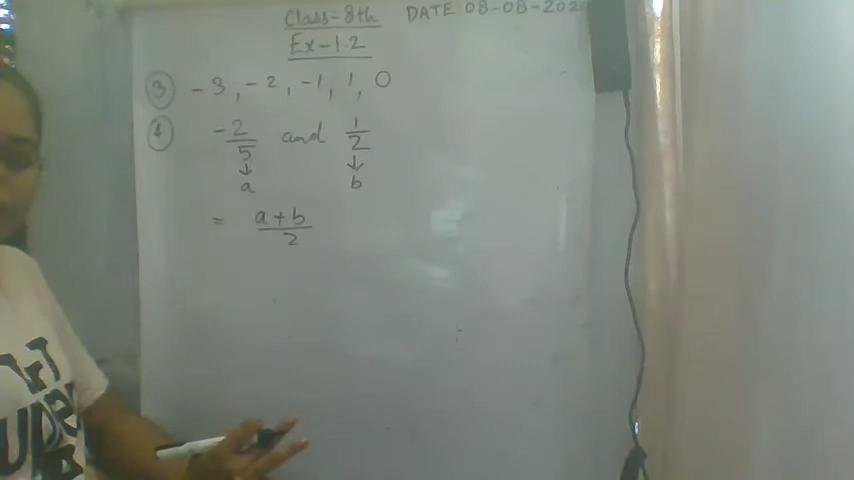 Class-8th DATE 08-08-202
Ex-1.2
③ -3, -2, -1, 1, 0
④ -2/5 and 1/2
↓ ↓
a b
= a+b/2